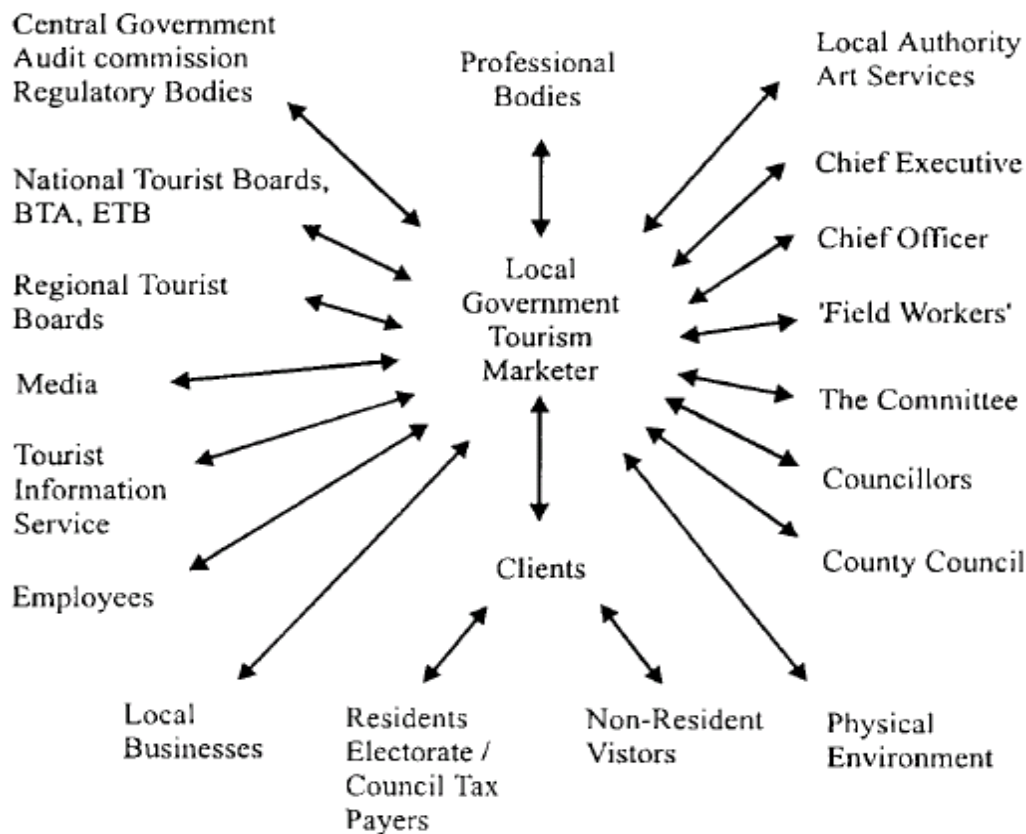 Central Government
Audit commission
Regulatory Bodies
Professional
Bodies
Local Authority
Art Services
National Tourist Boards,
BTA, ETB
Chief Executive
Chief Officer
Regional Tourist
Boards
Local
Government
Tourism
Marketer
'Field Workers'
Media
The Committee
Tourist
Information
Service
Councillors
Employees
Clients
County Council
Local
Businesses
Residents
Electorate /
Council Tax
Payers
Non-Resident
Vistors
Physical
Environment